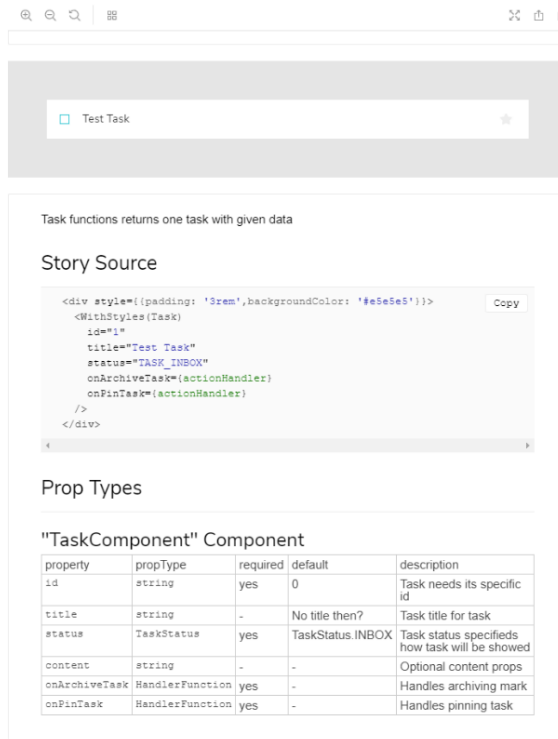 Test Task
Task functions returns one task with given data
Story Source
<div style={{padding: '3rem',backgroundColor: '#e5e5e5'}}>
Copy
<WithStyles(Task)
id="1"
title="Test Task"
status="TASK_INBOX"
onArchiveTask={actionHandler}
onPinTask={actionHandler}
/>
</div>
Prop Types
"TaskComponent" Component
property propType required default description
id string yes 0 Task needs its specific
id
title string - No title then? Task title for task
status TaskStatus yes TaskStatus.INBOX Task status specifieds
how task will be showed
content string - - Optional content props
onArchiveTask HandlerFunction yes - Handles archiving mark
onPinTask HandlerFunction yes - Handles pinning task